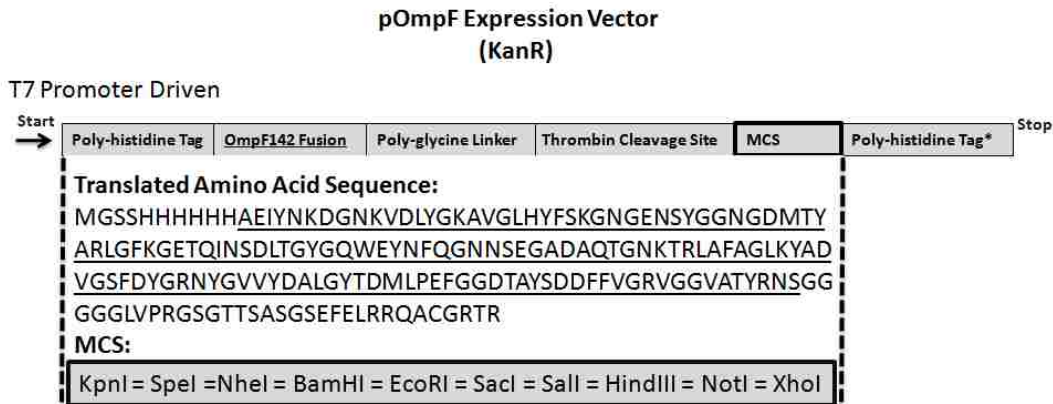 pOmpF Expression Vector
(KanR)
T7 Promoter Driven
Start
Poly-histidine Tag OmpF142 Fusion Poly-glycine Linker Thrombin Cleavage Site MCS Poly-histidine Tag* Stop
Translated Amino Acid Sequence:
MGSSHHHHHHAEIYNKDGNKVDLYGKAVGLHYFSKGNGENSYGGNGDMTY
ARLGFKGETQINSDLTGYGQWEYNFQGNNSEGADAQTGNKTRLAFAGLKYAD
VGSFDYGRNYGVVYDALGYTDMLPEFGGDTAYSDDFFVGRVGGVATYRNSGG
GGGLVPRGSGTTSASGSEFELRRQACGRTR
MCS:
KpnI = SpeI =NheI = BamHI = EcoRI = SacI = SalI = HindIII = NotI = XhoI